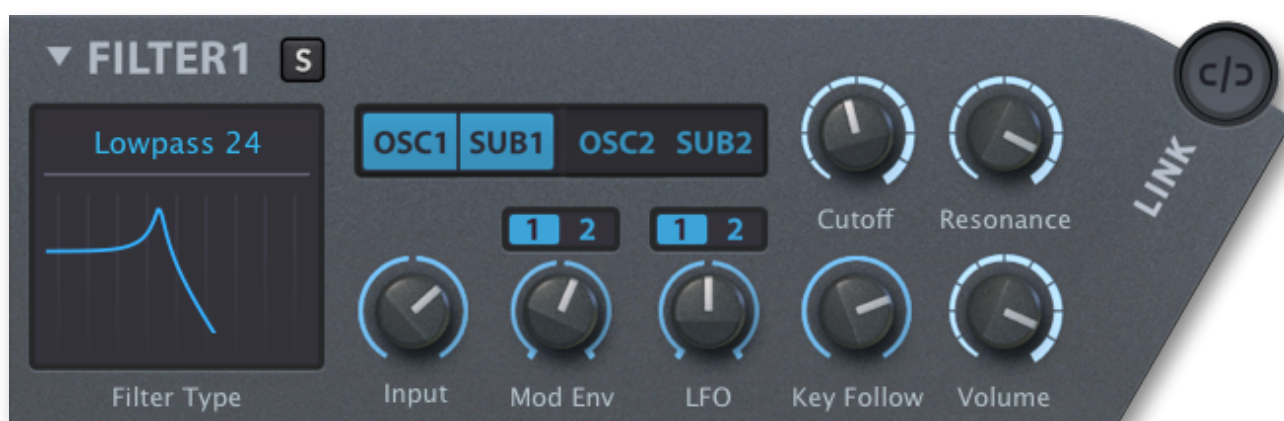 FILTER1 S
Lowpass 24
OSC1 SUB1 OSC2 SUB2
Cutoff Resonance
LINK
1 2 1 2
Input Mod Env LFO Key Follow Volume
Filter Type